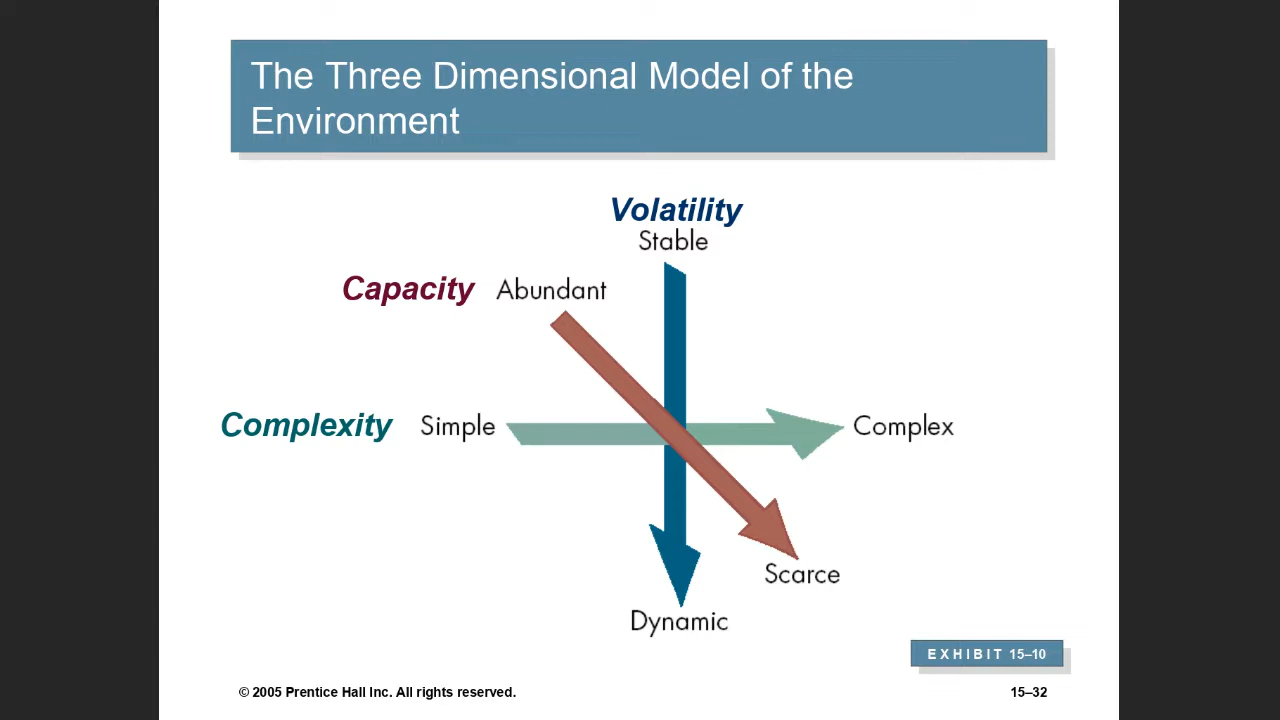 The Three Dimensional Model of the
Environment
Volatility
Stable
Capacity Abundant
Complexity Simple Complex
Scarce
Dynamic
EXHIBIT 15–10
© 2005 Prentice Hall Inc. All rights reserved. 15–32